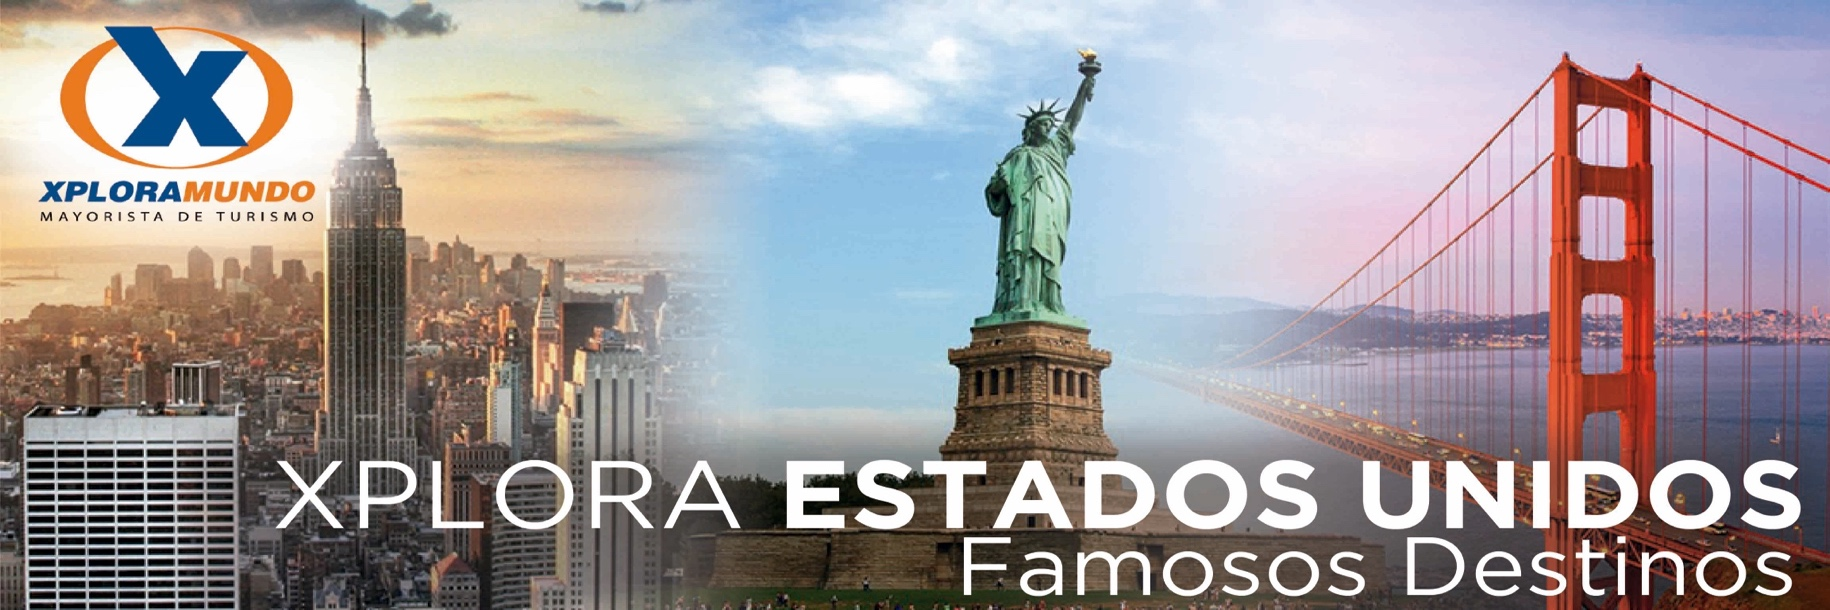 X
XPLORAMUNDO
MAYORISTA DE TURISMO
XPLORA ESTADOS UNIDOS
Famosos Destinos